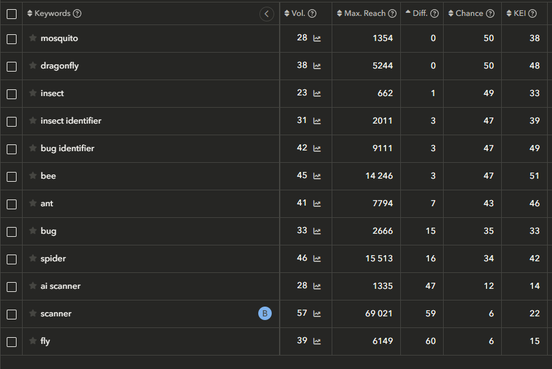 Keywords Vol. Max. Reach Diff. Chance KEI
mosquito 28 1354 0 50 38
dragonfly 38 5244 0 50 48
insect 23 662 1 49 33
insect identifier 31 2011 3 47 39
bug identifier 42 9111 3 47 49
bee 45 14 246 3 47 51
ant 41 7794 7 43 46
bug 33 2666 15 35 33
spider 46 15 513 16 34 42
ai scanner 28 1335 47 12 14
scanner B 57 69 021 59 6 22
fly 39 6149 60 6 15